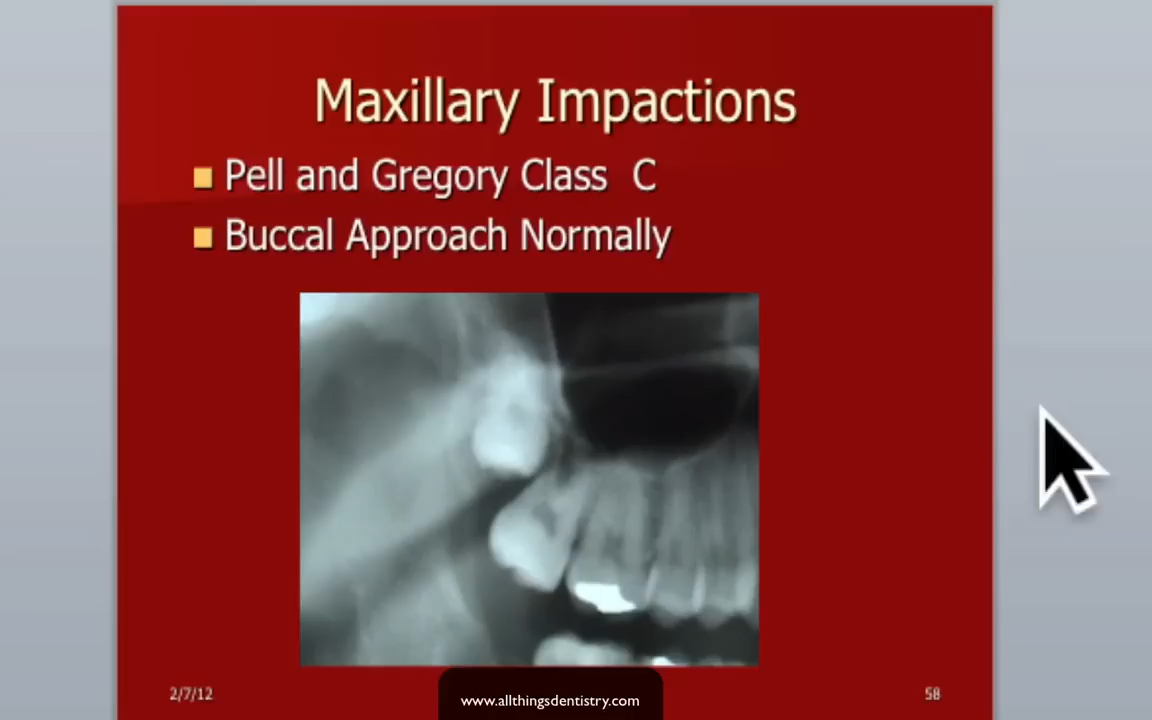 Maxillary Impactions
Pell and Gregory Class C
Buccal Approach Normally
2/7/12
58
www.allthingsdentistry.com